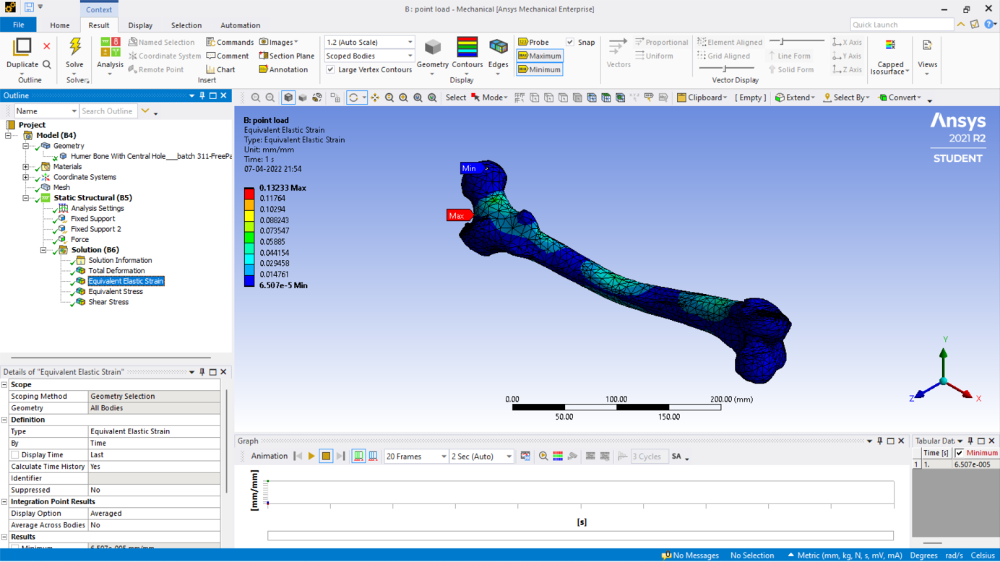 Context
B : point load - Mechanical [Ansys Mechanical Enterprise]
File Home Result Display Selection Automation
Quick Launch
Duplicate
Outline
Solve
Solver
Analysis
Named Selection
Coordinate System
Remote Point
Commands
Comment
Chart
Images
Section Plane
Annotation
Insert
1.2 (Auto Scale)
Scoped Bodies
Large Vertex Contours
Geometry
Contours
Edges
Display
Probe
Maximum
Minimum
Snap
Vectors
Proportional
Uniform
Element Aligned
Grid Aligned
Line Form
Solid Form
X Axis
Y Axis
Z Axis
Vector Display
Capped
Isosurface
Views
Outline
Select Mode Clipboard [ Empty ] Extend Select By Convert
Name Search Outline
Project
Model (B4)
Geometry
Humer Bone With Central Hole___batch 311-FreePa
Materials
Coordinate Systems
Mesh
Static Structural (B5)
Analysis Settings
Fixed Support
Fixed Support 2
Force
Solution (B6)
Solution Information
Total Deformation
Equivalent Elastic Strain
Equivalent Stress
Shear Stress
B: point load
Equivalent Elastic Strain
Type: Equivalent Elastic Strain
Unit: mm/mm
Time: 1 s
07-04-2022 21:54
0.13233 Max
0.11764
0.10294
0.088243
0.073547
0.05885
0.044154
0.029458
0.014761
6.507e-5 Min
Min
Max
Ansys
2021 R2
STUDENT
Y
Z
X
0.00 100.00 200.00 (mm)
50.00 150.00
Details of "Equivalent Elastic Strain"
Scope
Scoping Method Geometry Selection
Geometry All Bodies
Definition
Type Equivalent Elastic Strain
By Time
Display Time Last
Calculate Time History Yes
Identifier
Suppressed No
Integration Point Results
Display Option Averaged
Average Across Bodies No
Results
Minimum 6.507e-005 mm/mm
Graph
Animation 20 Frames 2 Sec (Auto) 3 Cycles SA
[mm/mm]
[s]
Tabular Data
Time [s] Minimum
1 1. 6.507e-005
No Messages No Selection Metric (mm, kg, N, s, mV, mA) Degrees rad/s Celsius